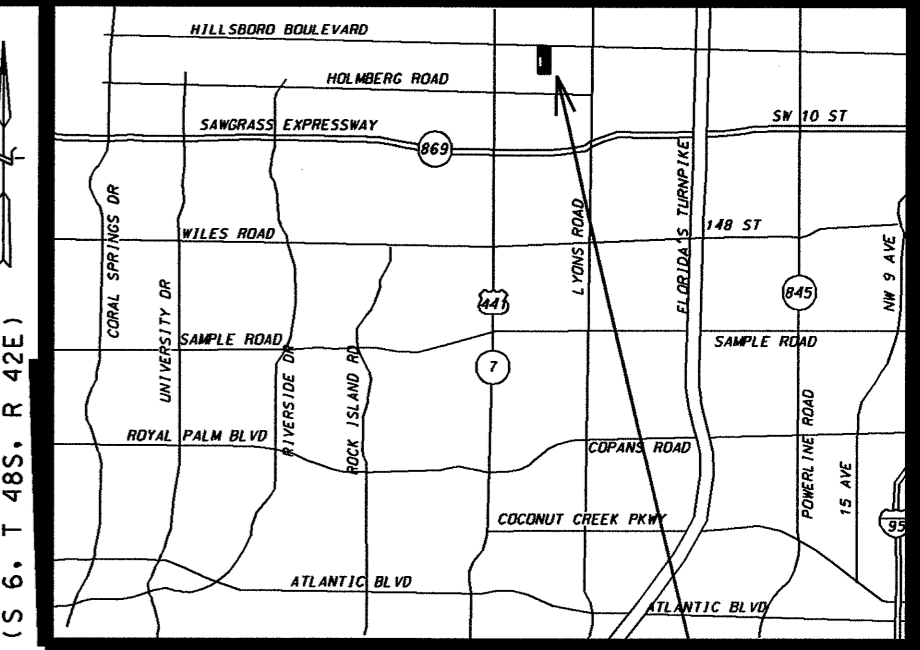 HILLSBORO BOULEVARD
HOLMBERG ROAD
SAWGRASS EXPRESSWAY
SW 10 ST
869
CORAL SPRINGS DR
WILES ROAD
LYONS ROAD
FLORIDA'S TURNPIKE
148 ST
NW 9 AVE
UNIVERSITY DR
441
845
SAMPLE ROAD
SAMPLE ROAD
RIVERSIDE DR
ROCK ISLAND RD
7
ROYAL PALM BLVD
COPANS ROAD
POWERLINE ROAD
15 AVE
COCONUT CREEK PKWY
95
ATLANTIC BLVD
ATLANTIC BLVD
(S 6, T 48S, R 42E)